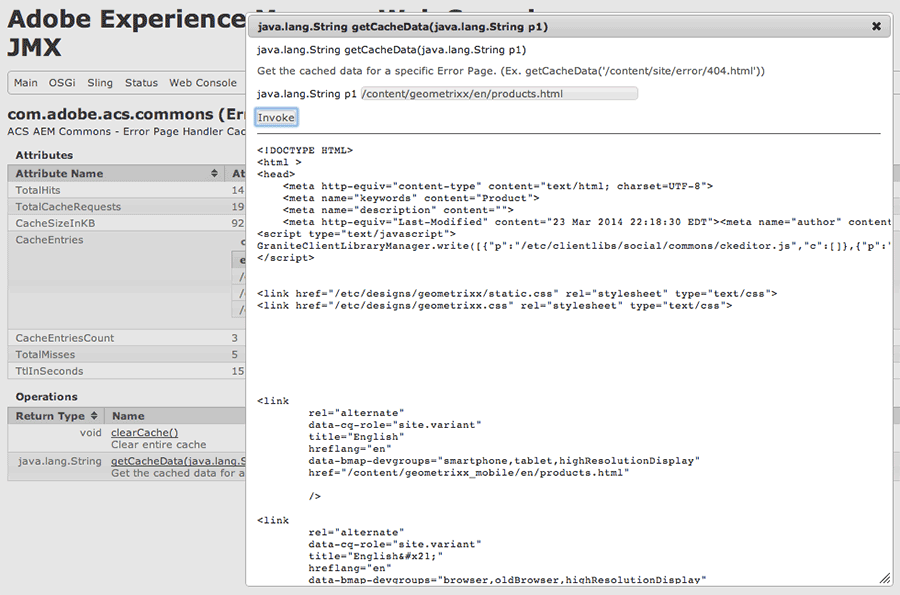 Adobe Experience M
JMX
Main OSGi Sling Status Web Console
com.adobe.acs.commons (Er
ACS AEM Commons - Error Page Handler Cac
Attributes
Attribute Name At
TotalHits 14
TotalCacheRequests 19
CacheSizeInKB 92
CacheEntries
CacheEntriesCount 3
TotalMisses 5
TtlInSeconds 15
Operations
Return Type Name
void clearCache()
Clear entire cache
java.lang.String getCacheData(java.lang.S
Get the cached data for a
java.lang.String getCacheData(java.lang.String p1)
java.lang.String getCacheData(java.lang.String p1)
Get the cached data for a specific Error Page. (Ex. getCacheData('/content/site/error/404.html'))
java.lang.String p1 /content/geometrixx/en/products.html
Invoke
<!DOCTYPE HTML>
<html >
<head>
<meta http-equiv="content-type" content="text/html; charset=UTF-8">
<meta name="keywords" content="Product">
<meta name="description" content="">
<meta http-equiv="Last-Modified" content="23 Mar 2014 22:18:30 EDT"><meta name="author" content
<script type="text/javascript">
GraniteClientLibraryManager.write([{"p":"/etc/clientlibs/social/commons/ckeditor.js","c":[]},{"p":"
</script>
<link href="/etc/designs/geometrixx/static.css" rel="stylesheet" type="text/css">
<link href="/etc/designs/geometrixx.css" rel="stylesheet" type="text/css">
<link
rel="alternate"
data-cq-role="site.variant"
title="English"
hreflang="en"
data-bmap-devgroups="smartphone,tablet,highResolutionDisplay"
href="/content/geometrixx_mobile/en/products.html"
/>
<link
rel="alternate"
data-cq-role="site.variant"
title="English&#x21;"
hreflang="en"
data-bmap-devgroups="browser,oldBrowser,highResolutionDisplay"